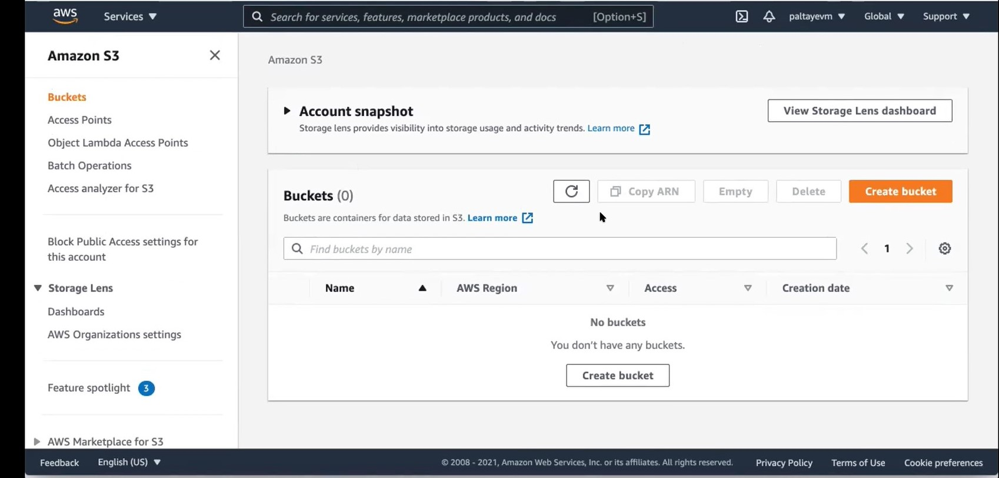 aws
Services
Search for services, features, marketplace products, and docs [Option+S]
paltayevm
Global
Support
Amazon S3
Buckets
Access Points
Object Lambda Access Points
Batch Operations
Access analyzer for S3
Block Public Access settings for
this account
Storage Lens
Dashboards
AWS Organizations settings
Feature spotlight 3
AWS Marketplace for S3
Amazon S3
Account snapshot
View Storage Lens dashboard
Storage lens provides visibility into storage usage and activity trends. Learn more
Buckets (0)
Copy ARN
Empty
Delete
Create bucket
Buckets are containers for data stored in S3. Learn more
Find buckets by name
1
Name
AWS Region
Access
Creation date
No buckets
You don't have any buckets.
Create bucket
Feedback
English (US)
© 2008 - 2021, Amazon Web Services, Inc. or its affiliates. All rights reserved.
Privacy Policy
Terms of Use
Cookie preferences